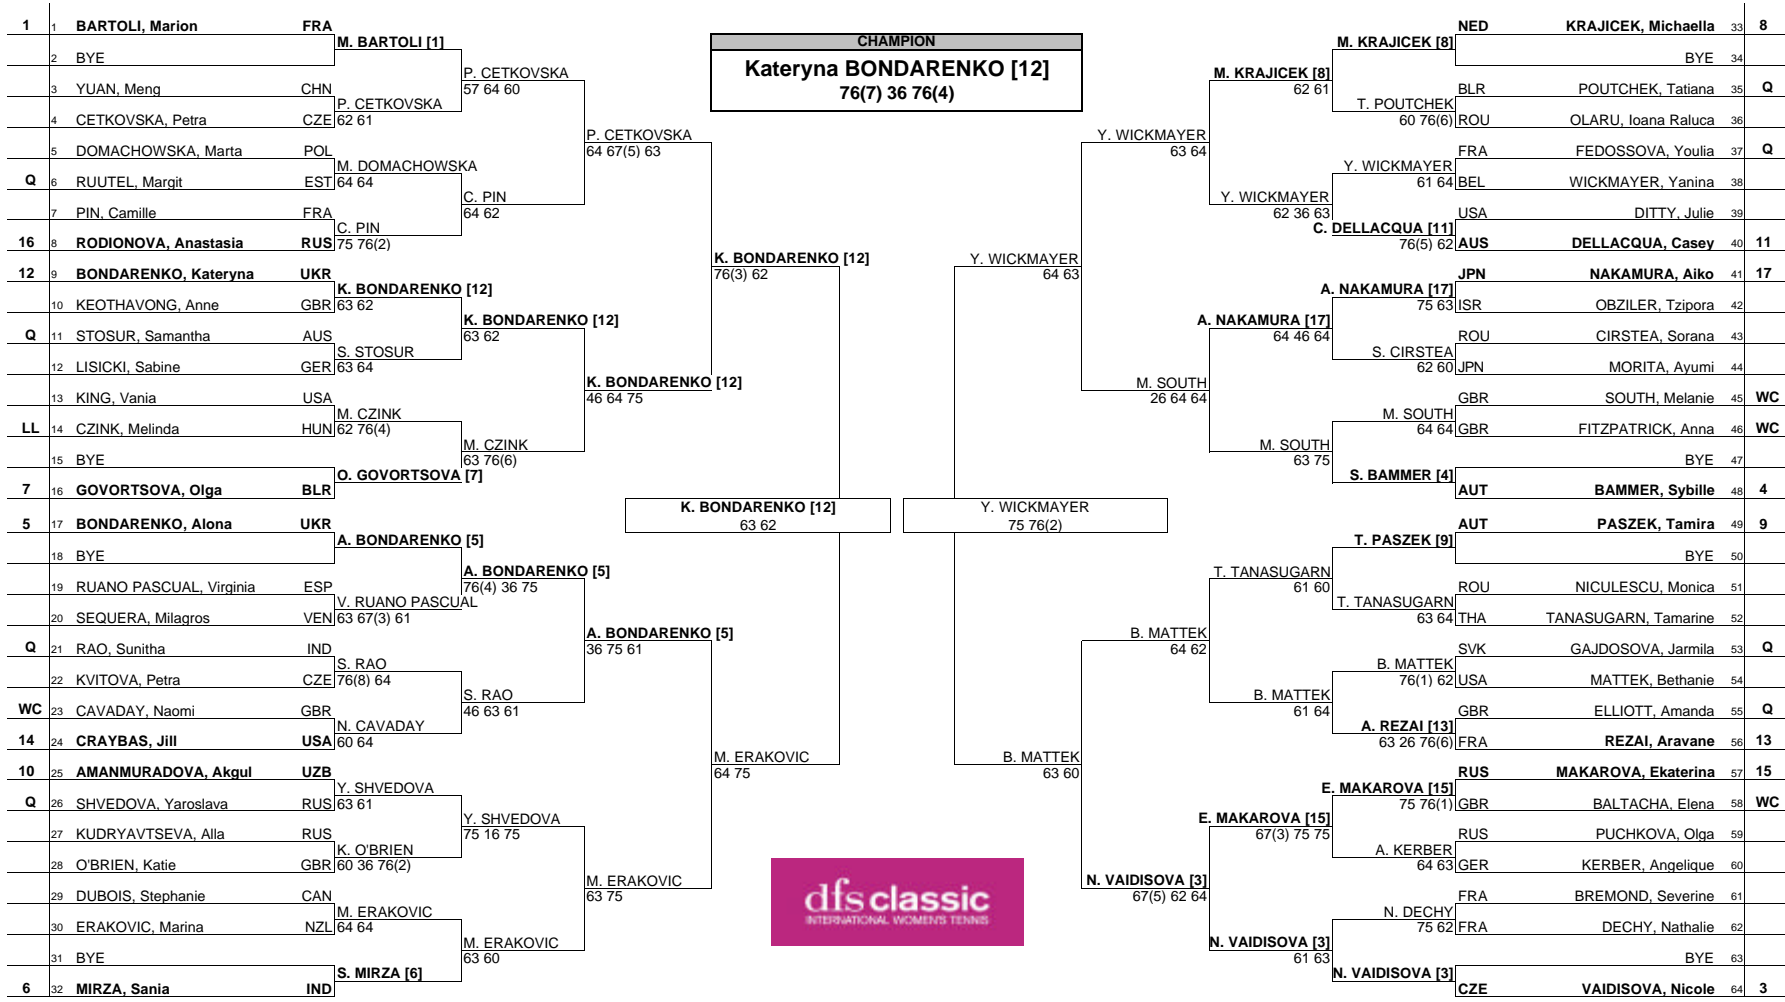 CHAMPION
Kateryna BONDARENKO [12]
76(7) 36 76(4)
1 1 BARTOLI, Marion FRA
2 BYE
3 YUAN, Meng CHN
4 CETKOVSKA, Petra CZE
5 DOMACHOWSKA, Marta POL
Q 6 RUUTEL, Margit EST
7 PIN, Camille FRA
16 8 RODIONOVA, Anastasia RUS
12 9 BONDARENKO, Kateryna UKR
10 KEOTHAVONG, Anne GBR
Q 11 STOSUR, Samantha AUS
12 LISICKI, Sabine GER
13 KING, Vania USA
LL 14 CZINK, Melinda HUN
15 BYE
7 16 GOVORTSOVA, Olga BLR
5 17 BONDARENKO, Alona UKR
18 BYE
19 RUANO PASCUAL, Virginia ESP
20 SEQUERA, Milagros VEN
Q 21 RAO, Sunitha IND
22 KVITOVA, Petra CZE
WC 23 CAVADAY, Naomi GBR
14 24 CRAYBAS, Jill USA
10 25 AMANMURADOVA, Akgul UZB
Q 26 SHVEDOVA, Yaroslava RUS
27 KUDRYAVTSEVA, Alla RUS
28 O'BRIEN, Katie GBR
29 DUBOIS, Stephanie CAN
30 ERAKOVIC, Marina NZL
31 BYE
6 32 MIRZA, Sania IND
M. BARTOLI [1]
P. CETKOVSKA
62 61
M. DOMACHOWSKA
64 64
C. PIN
75 76(2)
K. BONDARENKO [12]
63 62
S. STOSUR
63 64
M. CZINK
62 76(4)
O. GOVORTSOVA [7]
A. BONDARENKO [5]
V. RUANO PASCUAL
63 67(3) 61
S. RAO
76(8) 64
N. CAVADAY
60 64
Y. SHVEDOVA
63 61
K. O'BRIEN
60 36 76(2)
M. ERAKOVIC
64 64
S. MIRZA [6]
P. CETKOVSKA
57 64 60
C. PIN
64 62
K. BONDARENKO [12]
63 62
M. CZINK
63 76(6)
A. BONDARENKO [5]
76(4) 36 75
S. RAO
46 63 61
Y. SHVEDOVA
75 16 75
M. ERAKOVIC
63 60
P. CETKOVSKA
64 67(5) 63
K. BONDARENKO [12]
46 64 75
A. BONDARENKO [5]
36 75 61
M. ERAKOVIC
63 75
K. BONDARENKO [12]
76(3) 62
M. ERAKOVIC
64 75
K. BONDARENKO [12]
63 62
Y. WICKMAYER
75 76(2)
Y. WICKMAYER
64 63
B. MATTEK
63 60
Y. WICKMAYER
63 64
M. SOUTH
26 64 64
B. MATTEK
64 62
N. VAIDISOVA [3]
67(5) 62 64
M. KRAJICEK [8]
62 61
Y. WICKMAYER
62 36 63
A. NAKAMURA [17]
64 46 64
M. SOUTH
63 75
T. TANASUGARN
61 60
B. MATTEK
61 64
E. MAKAROVA [15]
67(3) 75 75
N. VAIDISOVA [3]
61 63
M. KRAJICEK [8]
T. POUTCHEK
60 76(6)
Y. WICKMAYER
61 64
C. DELLACQUA [11]
76(5) 62
A. NAKAMURA [17]
75 63
S. CIRSTEA
62 60
M. SOUTH
64 64
S. BAMMER [4]
T. PASZEK [9]
T. TANASUGARN
63 64
B. MATTEK
76(1) 62
A. REZAI [13]
63 26 76(6)
E. MAKAROVA [15]
75 76(1)
A. KERBER
64 63
N. DECHY
75 62
N. VAIDISOVA [3]
NED KRAJICEK, Michaella 33 8
BYE 34
BLR POUTCHEK, Tatiana 35 Q
ROU OLARU, Ioana Raluca 36
FRA FEDOSSOVA, Youlia 37 Q
BEL WICKMAYER, Yanina 38
USA DITTY, Julie 39
AUS DELLACQUA, Casey 40 11
JPN NAKAMURA, Aiko 41 17
ISR OBZILER, Tzipora 42
ROU CIRSTEA, Sorana 43
JPN MORITA, Ayumi 44
GBR SOUTH, Melanie 45 WC
GBR FITZPATRICK, Anna 46 WC
BYE 47
AUT BAMMER, Sybille 48 4
AUT PASZEK, Tamira 49 9
BYE 50
ROU NICULESCU, Monica 51
THA TANASUGARN, Tamarine 52
SVK GAJDOSOVA, Jarmila 53 Q
USA MATTEK, Bethanie 54
GBR ELLIOTT, Amanda 55 Q
FRA REZAI, Aravane 56 13
RUS MAKAROVA, Ekaterina 57 15
GBR BALTACHA, Elena 58 WC
RUS PUCHKOVA, Olga 59
GER KERBER, Angelique 60
FRA BREMOND, Severine 61
FRA DECHY, Nathalie 62
BYE 63
CZE VAIDISOVA, Nicole 64 3
dfs classic
INTERNATIONAL WOMEN'S TENNIS